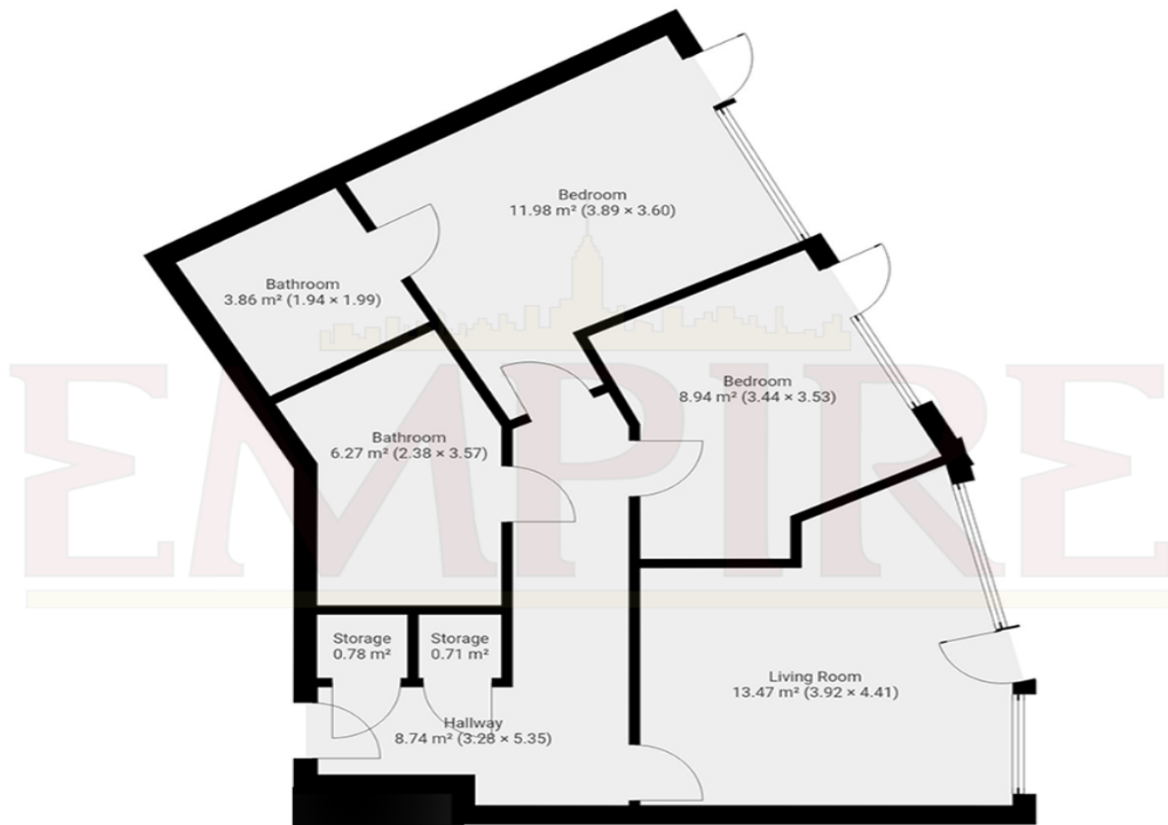 Bedroom
11.98 m² (3.89 × 3.60)
Bathroom
3.86 m² (1.94 × 1.99)
Bedroom
8.94 m² (3.44 × 3.53)
Bathroom
6.27 m² (2.38 × 3.57)
EMPIRE
Storage
0.78 m²
Storage
0.71 m²
Living Room
13.47 m² (3.92 × 4.41)
Hallway
8.74 m² (3.28 × 5.35)